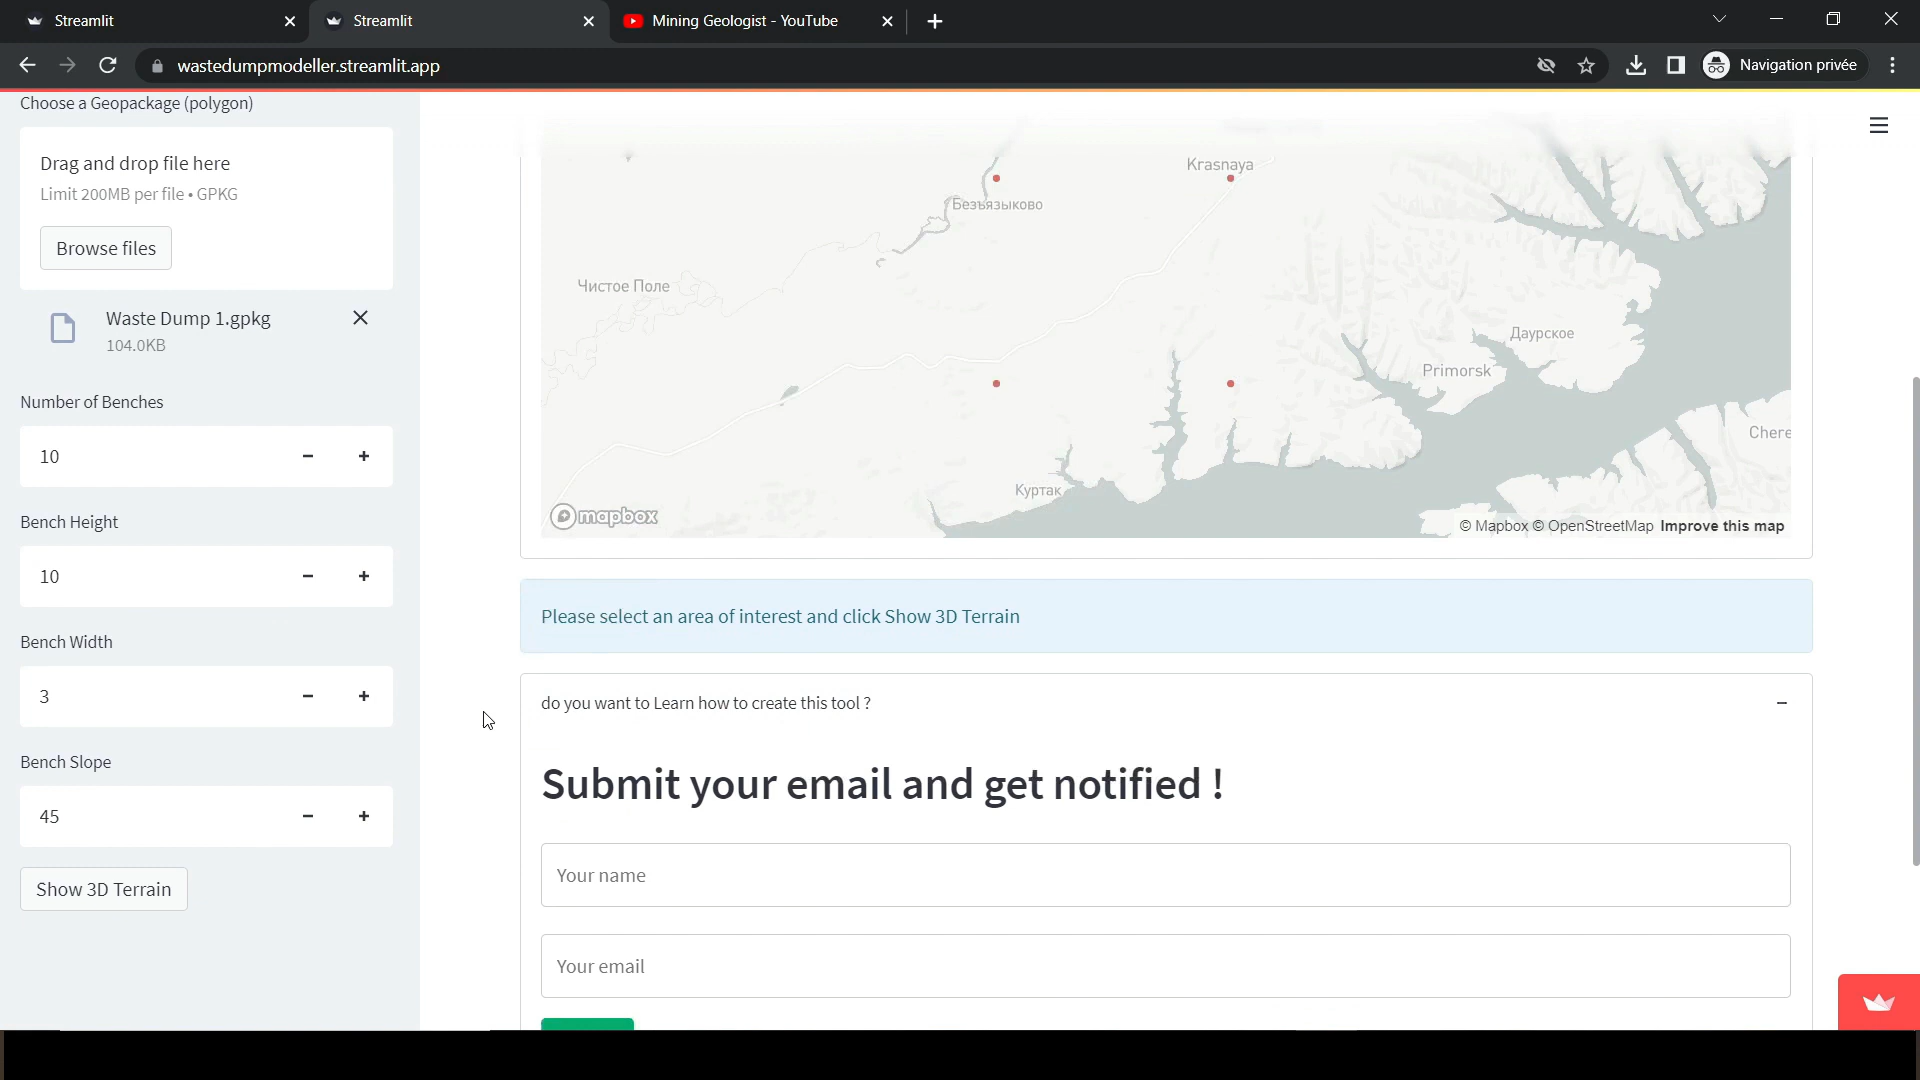 Streamlit
Streamlit
Mining Geologist - YouTube
wastedumpmodeller.streamlit.app
Navigation privée
Choose a Geopackage (polygon)
Drag and drop file here
Limit 200MB per file • GPKG
Browse files
Waste Dump 1.gpkg
104.0KB
Number of Benches
10
Bench Height
10
Bench Width
3
Bench Slope
45
Show 3D Terrain
Krasnaya
Безъязыково
Чистое Поле
Даурское
Primorsk
Chere
Куртак
mapbox
© Mapbox © OpenStreetMap Improve this map
Please select an area of interest and click Show 3D Terrain
do you want to Learn how to create this tool ?
Submit your email and get notified !
Your name
Your email